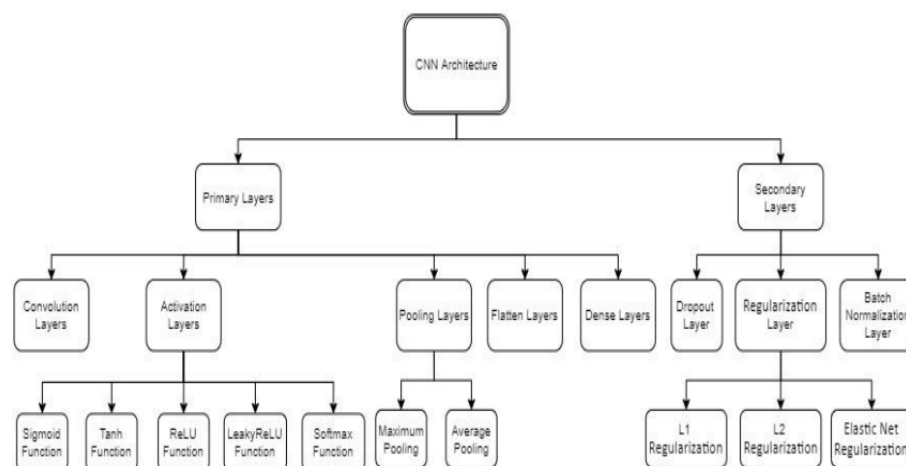 CNN Architecture
Primary Layers
Secondary
Layers
Convolution
Layers
Activation
Layers
Pooling Layers
Flatten Layers
Dense Layers
Dropout
Layer
Regularization
Layer
Batch
Normalization
Layer
Sigmoid
Function
Tanh
Function
ReLU
Function
LeakyReLU
Function
Softmax
Function
Maximum
Pooling
Average
Pooling
L1
Regularization
L2
Regularization
Elastic Net
Regularization